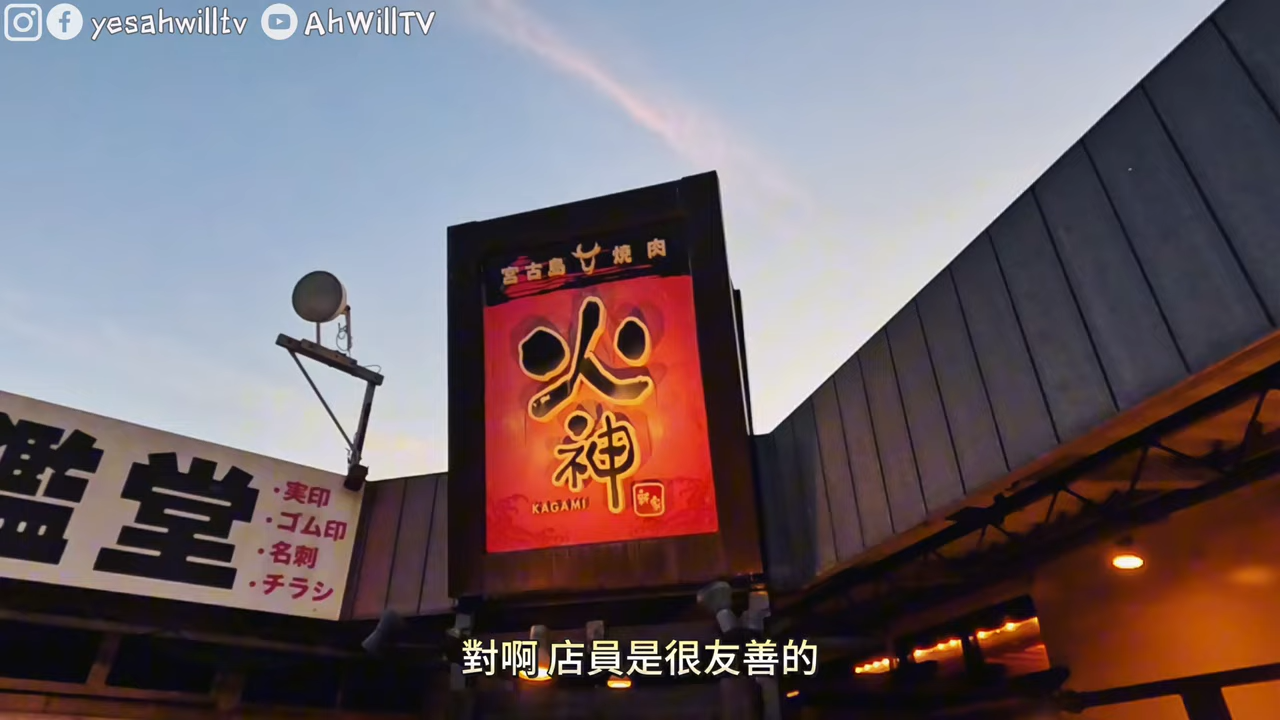 yesahwilltv AhWillTV
宮古島 焼肉
火神
KAGAMI
鑑堂
・実印
・ゴム印
・名刺
・チラシ
對啊 店員是很友善的